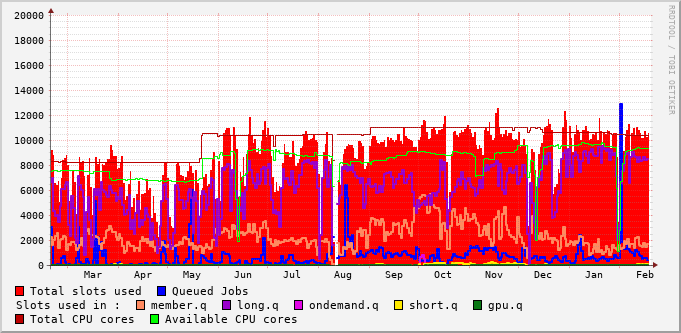 20000
18000
16000
14000
12000
10000
8000
6000
4000
2000
0
Mar Apr May Jun Jul Aug Sep Oct Nov Dec Jan Feb
RRDTOOL / TOBI OETIKER
Total slots used Queued Jobs
Slots used in : member.q long.q ondemand.q short.q gpu.q
Total CPU cores Available CPU cores